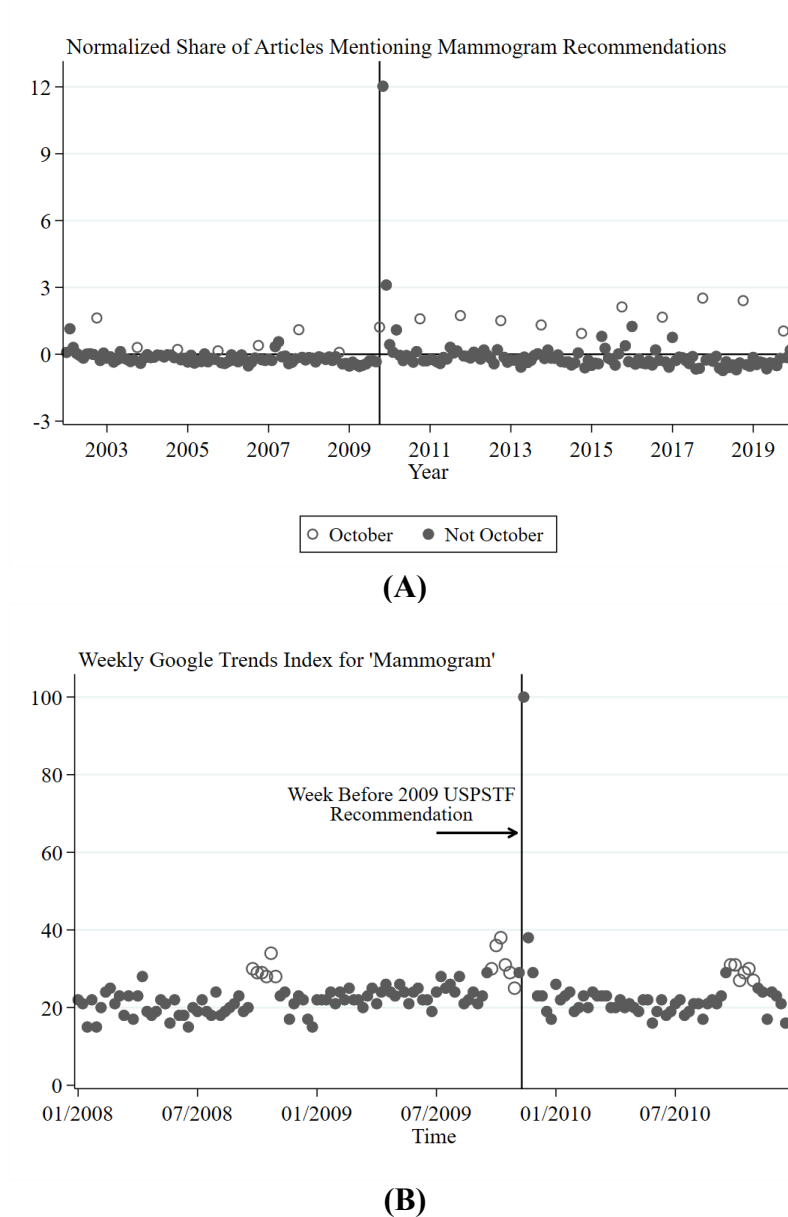 Normalized Share of Articles Mentioning Mammogram Recommendations
12
9
6
3
0
-3
2003 2005 2007 2009 2011 2013 2015 2017 2019
Year
October Not October
(A)
Weekly Google Trends Index for 'Mammogram'
100
80
Week Before 2009 USPSTF
Recommendation
60
40
20
0
01/2008 07/2008 01/2009 07/2009 01/2010 07/2010
Time
(B)